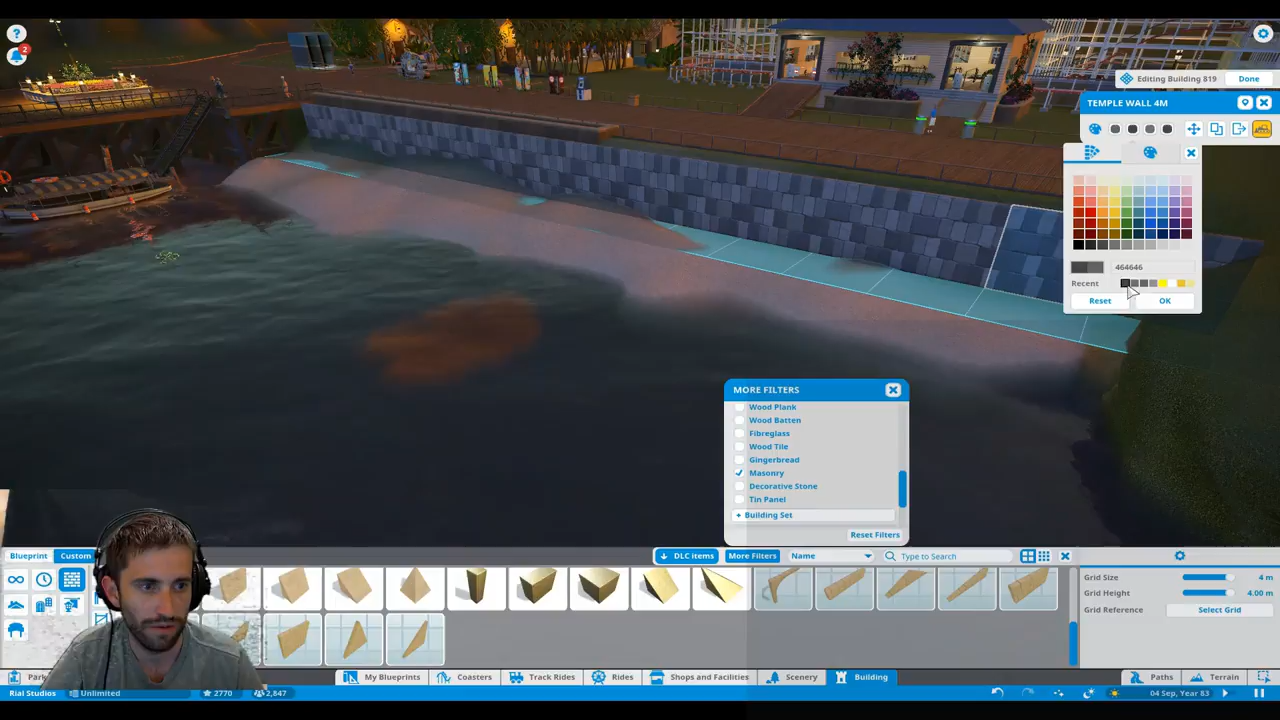 ?
2
Editing Building 819
Done
TEMPLE WALL 4M
464646
Recent
Reset
OK
MORE FILTERS
Wood Plank
Wood Batten
Fibreglass
Wood Tile
Gingerbread
Masonry
Decorative Stone
Tin Panel
+ Building Set
Reset Filters
Blueprint
Custom
DLC items
More Filters
Name
Type to Search
Grid Size
4 m
Grid Height
4.00 m
Grid Reference
Select Grid
Park
My Blueprints
Coasters
Track Rides
Rides
Shops and Facilities
Scenery
Building
Paths
Terrain
Rial Studios
Unlimited
2770
2,847
04 Sep, Year 83